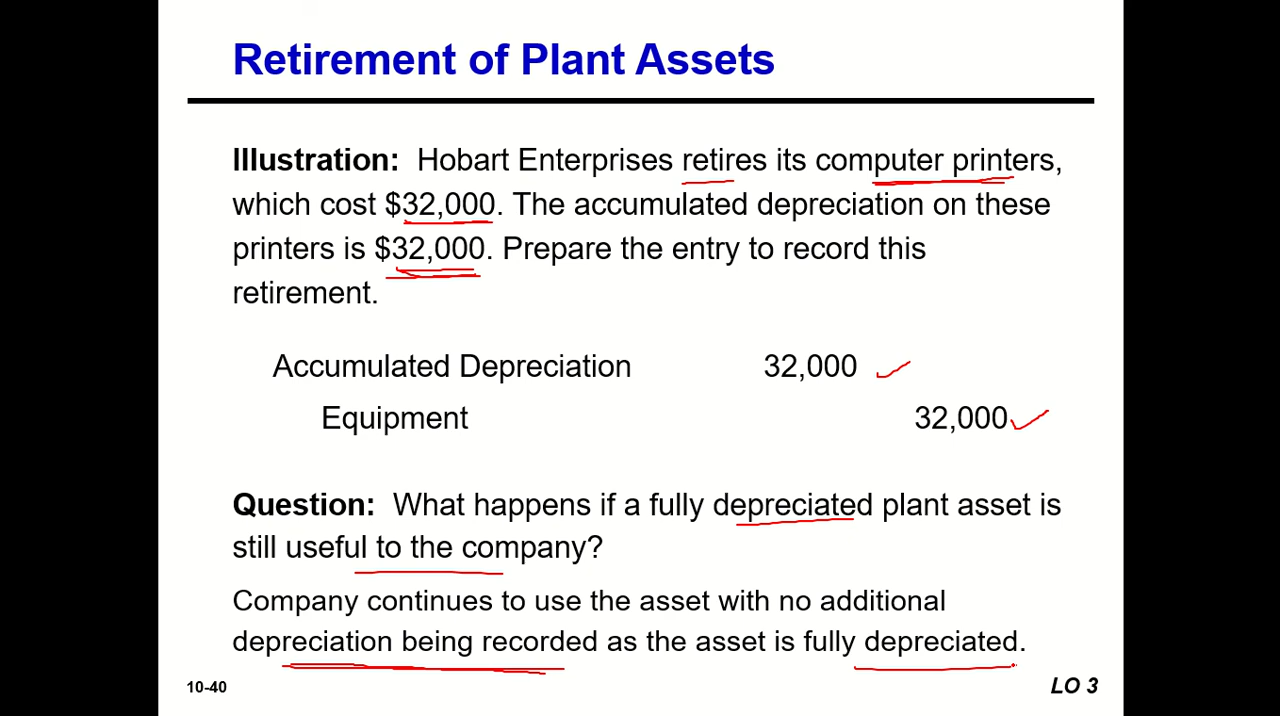 Retirement of Plant Assets
Illustration: Hobart Enterprises retires its computer printers,
which cost $32,000. The accumulated depreciation on these
printers is $32,000. Prepare the entry to record this
retirement.
Accumulated Depreciation 32,000
Equipment 32,000
Question: What happens if a fully depreciated plant asset is
still useful to the company?
Company continues to use the asset with no additional
depreciation being recorded as the asset is fully depreciated.
10-40 LO 3